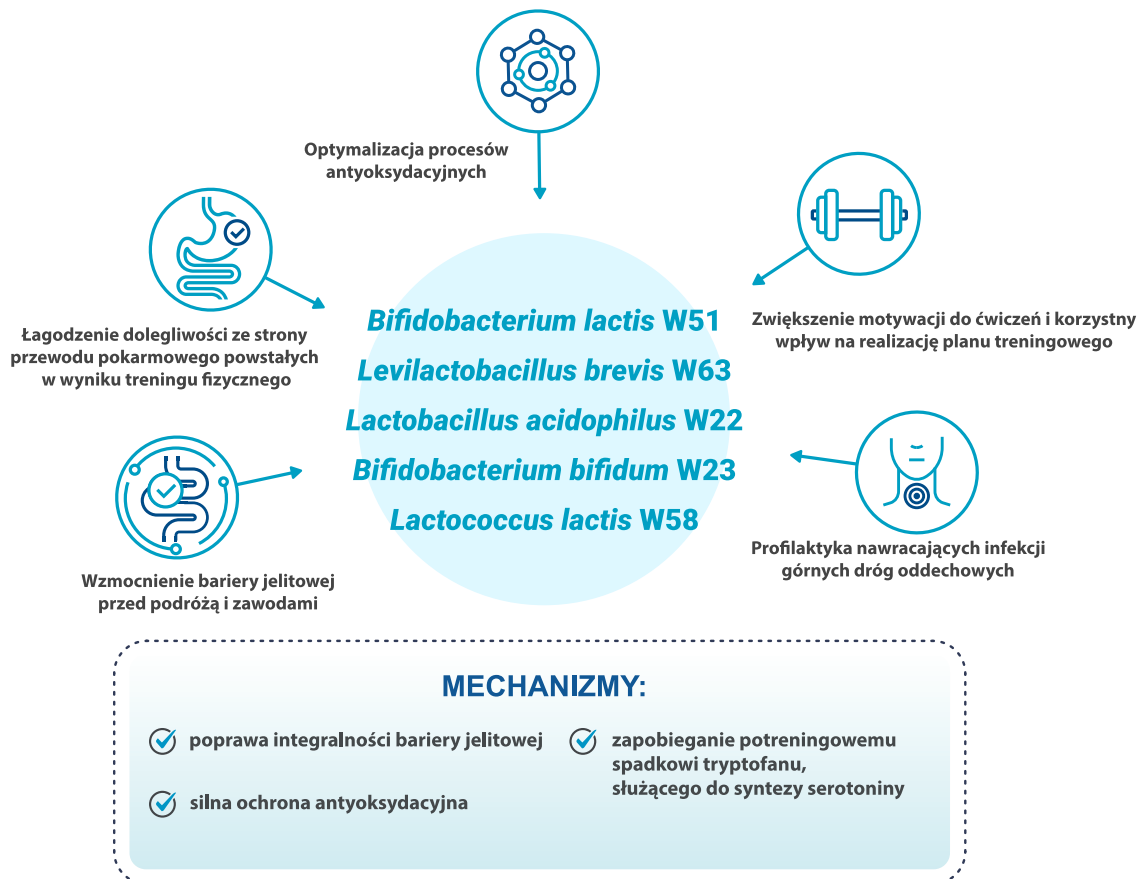 Optymalizacja procesów
antyoksydacyjnych
Łagodzenie dolegliwości ze strony
przewodu pokarmowego powstałych
w wyniku treningu fizycznego
Zwiększenie motywacji do ćwiczeń i korzystny
wpływ na realizację planu treningowego
Bifidobacterium lactis W51
Levilactobacillus brevis W63
Lactobacillus acidophilus W22
Bifidobacterium bifidum W23
Lactococcus lactis W58
Wzmocnienie bariery jelitowej
przed podróżą i zawodami
Profilaktyka nawracających infekcji
górnych dróg oddechowych
MECHANIZMY:
poprawa integralności bariery jelitowej
silna ochrona antyoksydacyjna
zapobieganie potreningowemu
spadkowi tryptofanu,
służącego do syntezy serotoniny